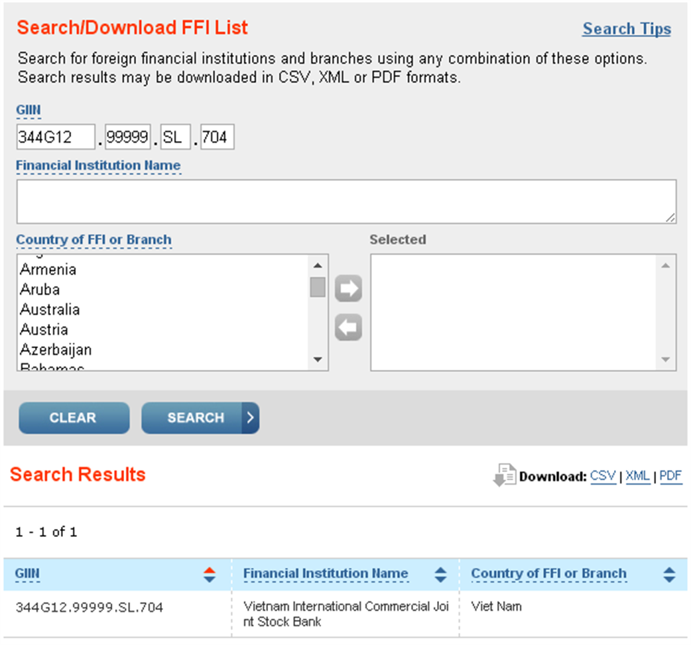 Search/Download FFI List
Search Tips
Search for foreign financial institutions and branches using any combination of these options.
Search results may be downloaded in CSV, XML or PDF formats.
GIIN
344G12 . 99999 . SL . 704
Financial Institution Name
Country of FFI or Branch
Selected
Armenia
Aruba
Australia
Austria
Azerbaijan
Bahamas
CLEAR
SEARCH
Search Results
Download: CSV | XML | PDF
1 - 1 of 1
GIIN
Financial Institution Name
Country of FFI or Branch
344G12.99999.SL.704
Vietnam International Commercial Joi
nt Stock Bank
Viet Nam